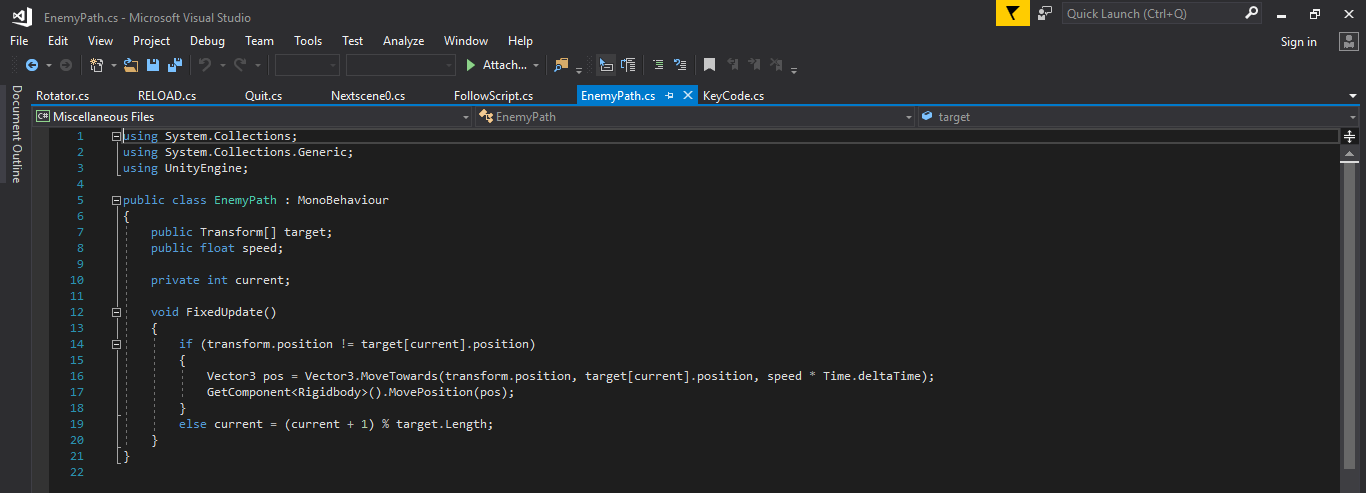 EnemyPath.cs - Microsoft Visual Studio
Quick Launch (Ctrl+Q)
File Edit View Project Debug Team Tools Test Analyze Window Help
Sign in
Attach...
Document Outline
Rotator.cs RELOAD.cs Quit.cs Nextscene0.cs FollowScript.cs EnemyPath.cs KeyCode.cs
C# Miscellaneous Files EnemyPath target
1 using System.Collections;
2 using System.Collections.Generic;
3 using UnityEngine;
4
5 public class EnemyPath : MonoBehaviour
6 {
7 public Transform[] target;
8 public float speed;
9
10 private int current;
11
12 void FixedUpdate()
13 {
14 if (transform.position != target[current].position)
15 {
16 Vector3 pos = Vector3.MoveTowards(transform.position, target[current].position, speed * Time.deltaTime);
17 GetComponent<Rigidbody>().MovePosition(pos);
18 }
19 else current = (current + 1) % target.Length;
20 }
21 }
22